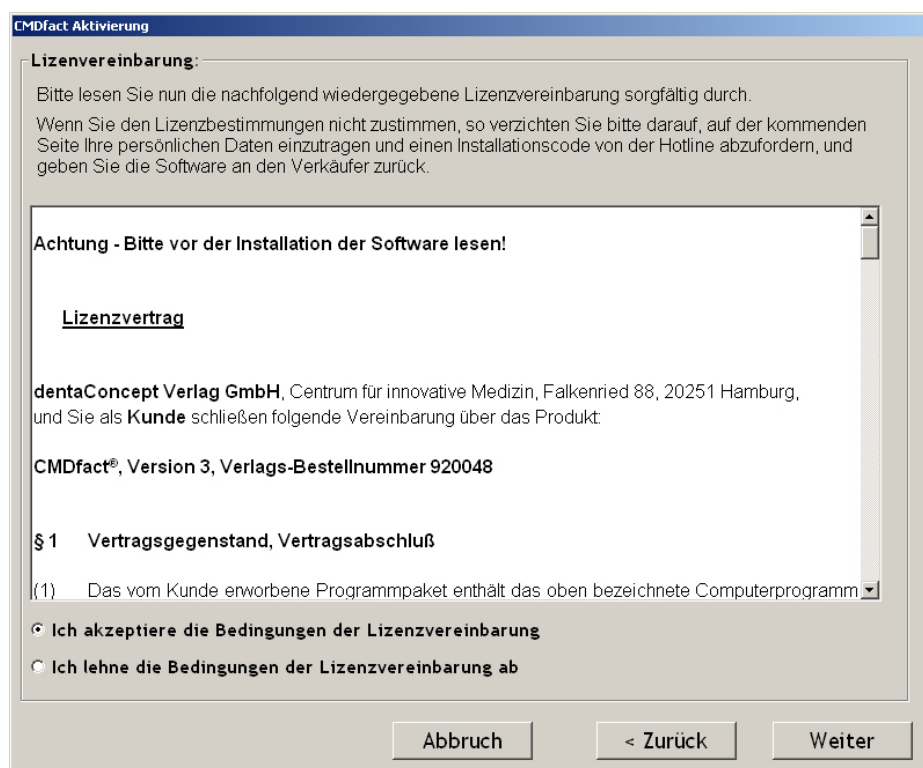 CMDfact Aktivierung
Lizenvereinbarung:
Bitte lesen Sie nun die nachfolgend wiedergegebene Lizenzvereinbarung sorgfältig durch.
Wenn Sie den Lizenzbestimmungen nicht zustimmen, so verzichten Sie bitte darauf, auf der kommenden
Seite Ihre persönlichen Daten einzutragen und einen Installationscode von der Hotline abzufordern, und
geben Sie die Software an den Verkäufer zurück.
Achtung - Bitte vor der Installation der Software lesen!
Lizenzvertrag
dentaConcept Verlag GmbH, Centrum für innovative Medizin, Falkenried 88, 20251 Hamburg,
und Sie als Kunde schließen folgende Vereinbarung über das Produkt:
CMDfact®, Version 3, Verlags-Bestellnummer 920048
§ 1 Vertragsgegenstand, Vertragsabschluß
(1) Das vom Kunde erworbene Programmpaket enthält das oben bezeichnete Computerprogramm
Ich akzeptiere die Bedingungen der Lizenzvereinbarung
Ich lehne die Bedingungen der Lizenzvereinbarung ab
Abbruch < Zurück Weiter